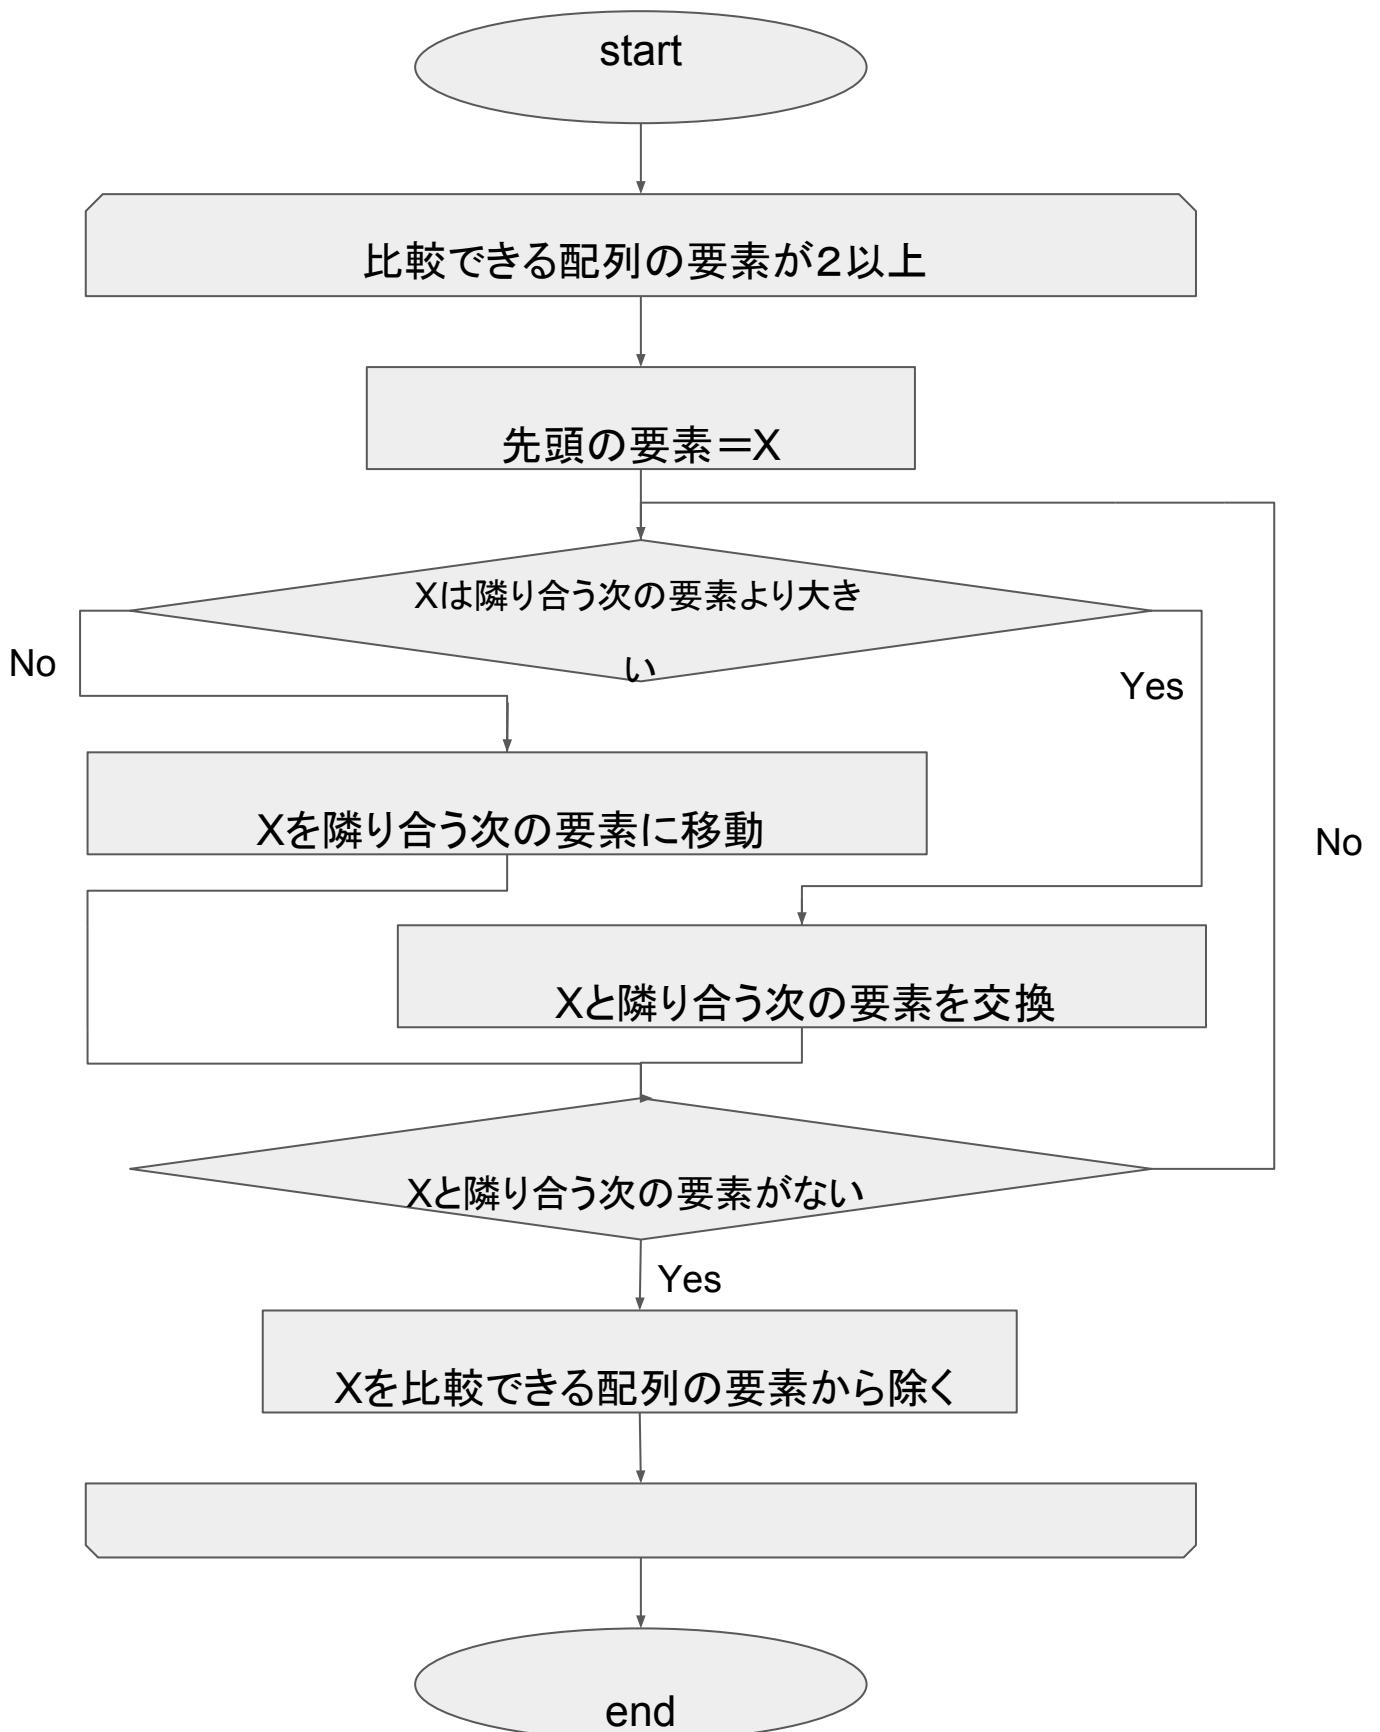 start
比較できる配列の要素が2以上
先頭の要素＝X
Xは隣り合う次の要素より大き
い
No
Yes
Xを隣り合う次の要素に移動
No
Xと隣り合う次の要素を交換
Xと隣り合う次の要素がない
Yes
Xを比較できる配列の要素から除く
end